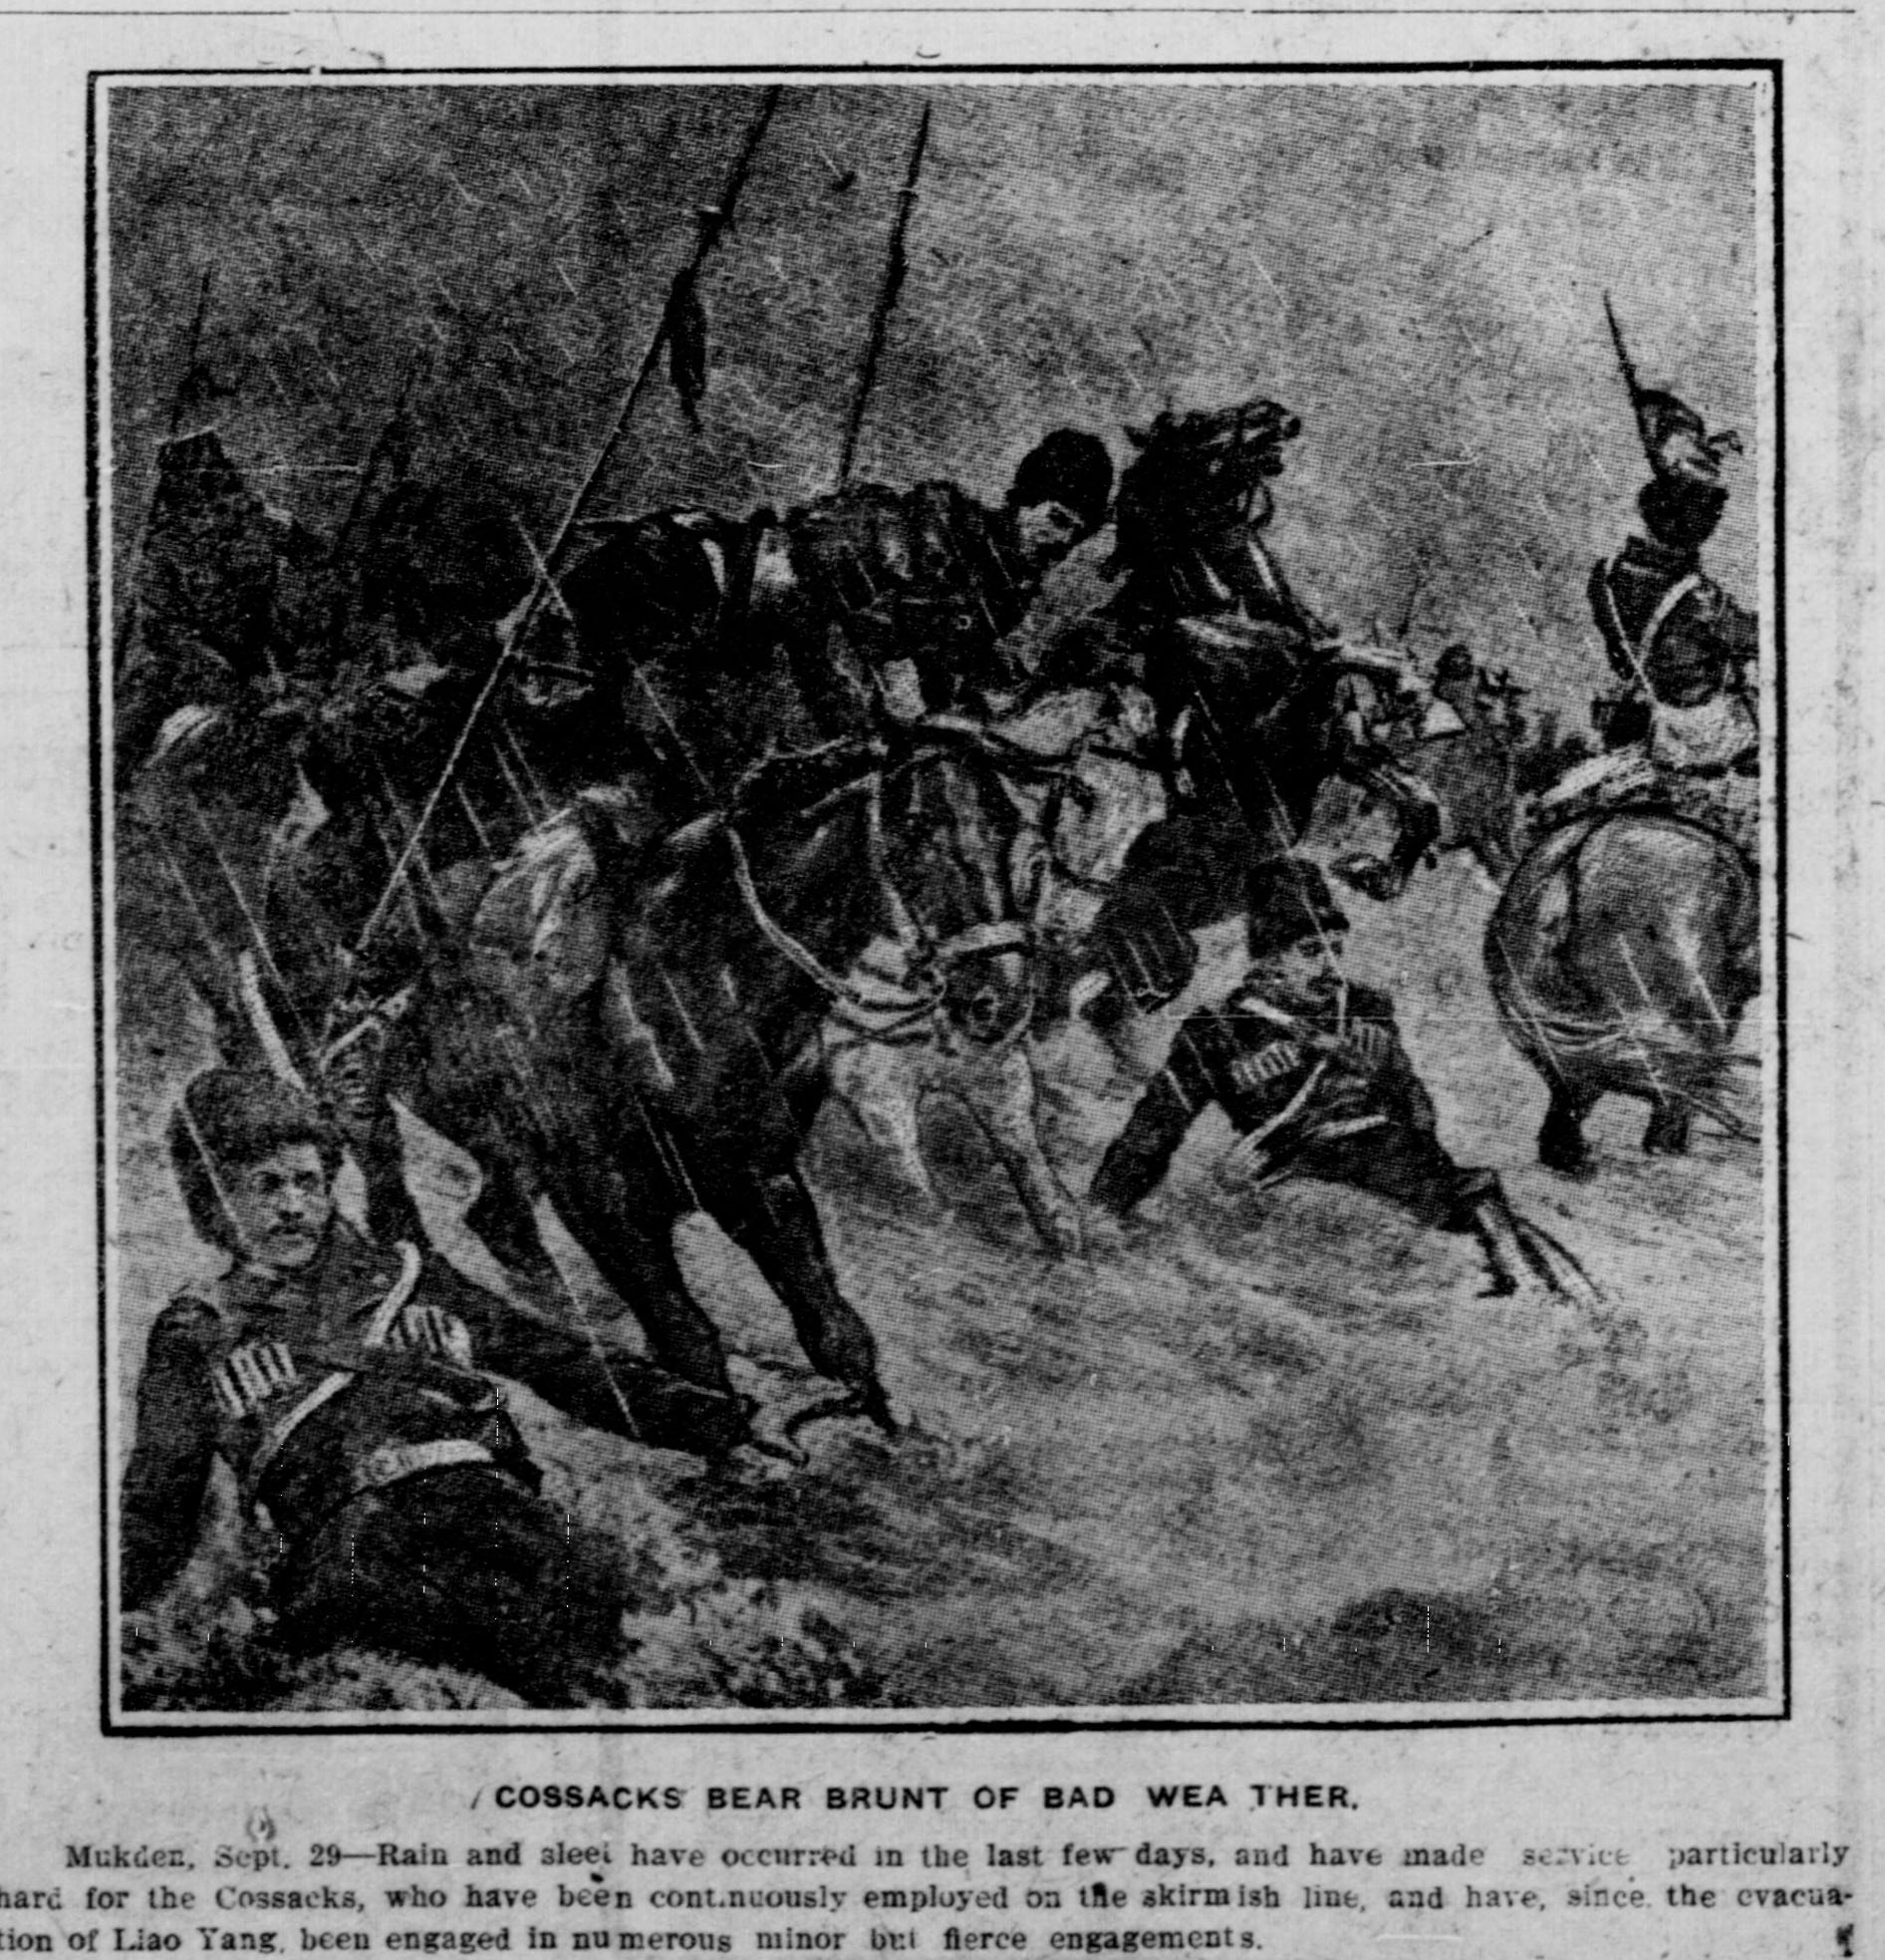 COSSACKS BEAR BRUNT OF BAD WEA THER.
Mukden, Sept. 29—Rain and sleet have occurred in the last few days, and have made service particularly
hard for the Cossacks, who have been continuously employed on the skirmish line, and have, since the evacua-
tion of Liao Yang, been engaged in numerous minor but fierce engagements.